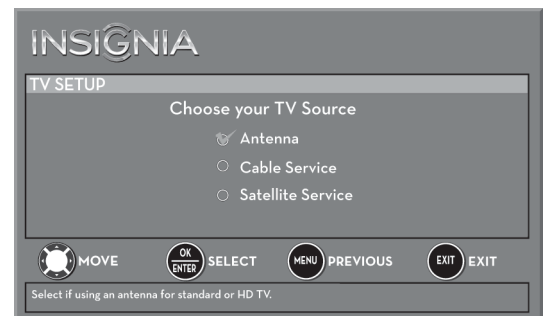 INSIGNIA
TV SETUP
Choose your TV Source
Antenna
Cable Service
Satellite Service
MOVE OK ENTER SELECT MENU PREVIOUS EXIT EXIT
Select if using an antenna for standard or HD TV.